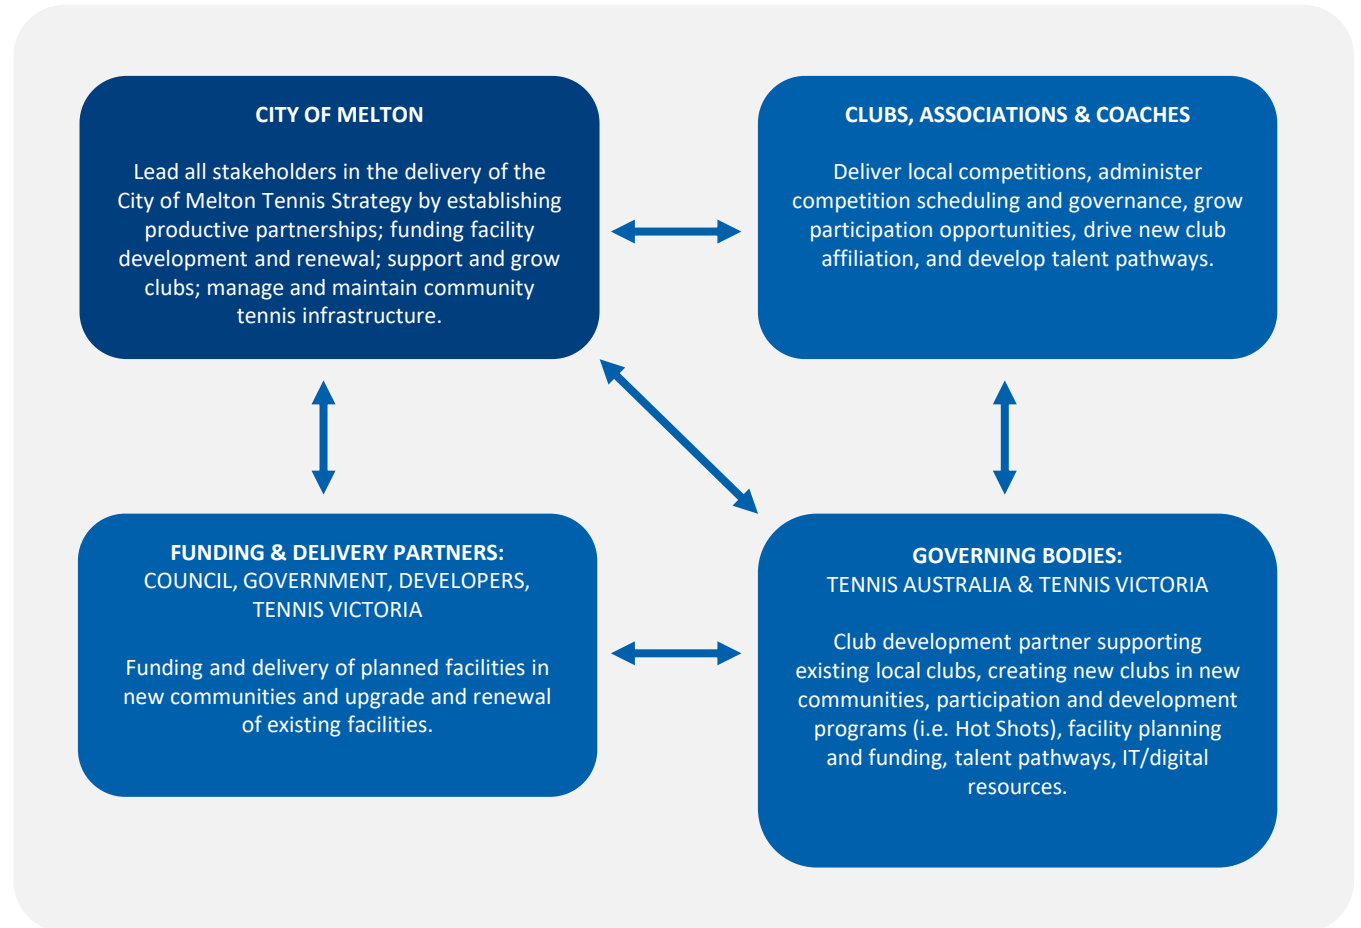 CITY OF MELTON
Lead all stakeholders in the delivery of the
City of Melton Tennis Strategy by establishing
productive partnerships; funding facility
development and renewal; support and grow
clubs; manage and maintain community
tennis infrastructure.
CLUBS, ASSOCIATIONS & COACHES
Deliver local competitions, administer
competition scheduling and governance, grow
participation opportunities, drive new club
affiliation, and develop talent pathways.
FUNDING & DELIVERY PARTNERS:
COUNCIL, GOVERNMENT, DEVELOPERS,
TENNIS VICTORIA
Funding and delivery of planned facilities in
new communities and upgrade and renewal
of existing facilities.
GOVERNING BODIES:
TENNIS AUSTRALIA & TENNIS VICTORIA
Club development partner supporting
existing local clubs, creating new clubs in new
communities, participation and development
programs (i.e. Hot Shots), facility planning
and funding, talent pathways, IT/digital
resources.